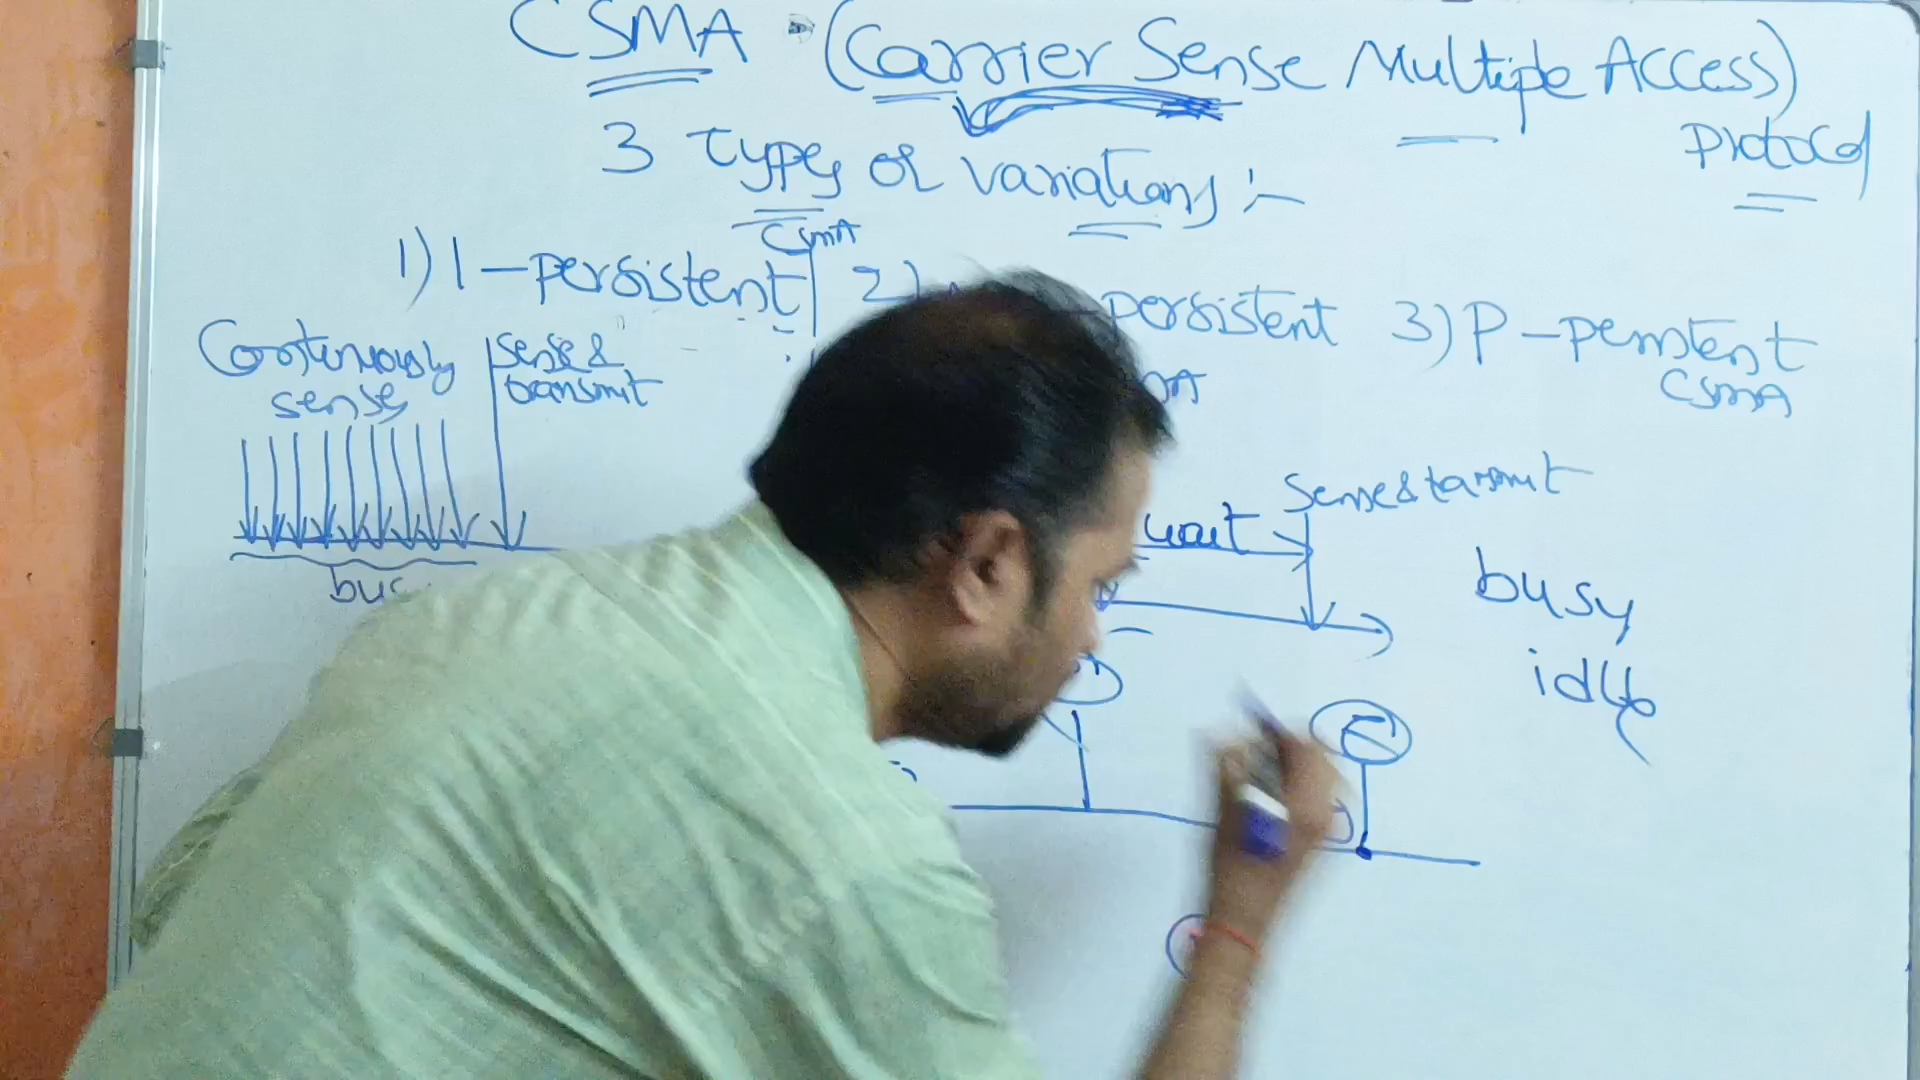 CSMA (Carrier Sense Multiple Access)
Protocol
3 Types of variations :-
1) 1-persistent
CSMA
2)
-persistent
3) P-persistent
CSMA
Continuously
sense
sense &
transmit
wait
Sense & transmit
busy
idle